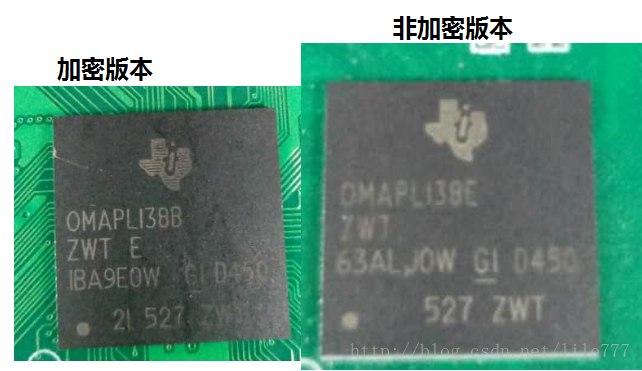 加密版本
OMAPL138B
ZWT E
1BA9E0W GI D450
21 527 ZWT
非加密版本
OMAPL138E
ZWT
63ALJ0W GI D450
527 ZWT
http://blog.csdn.net/lile777